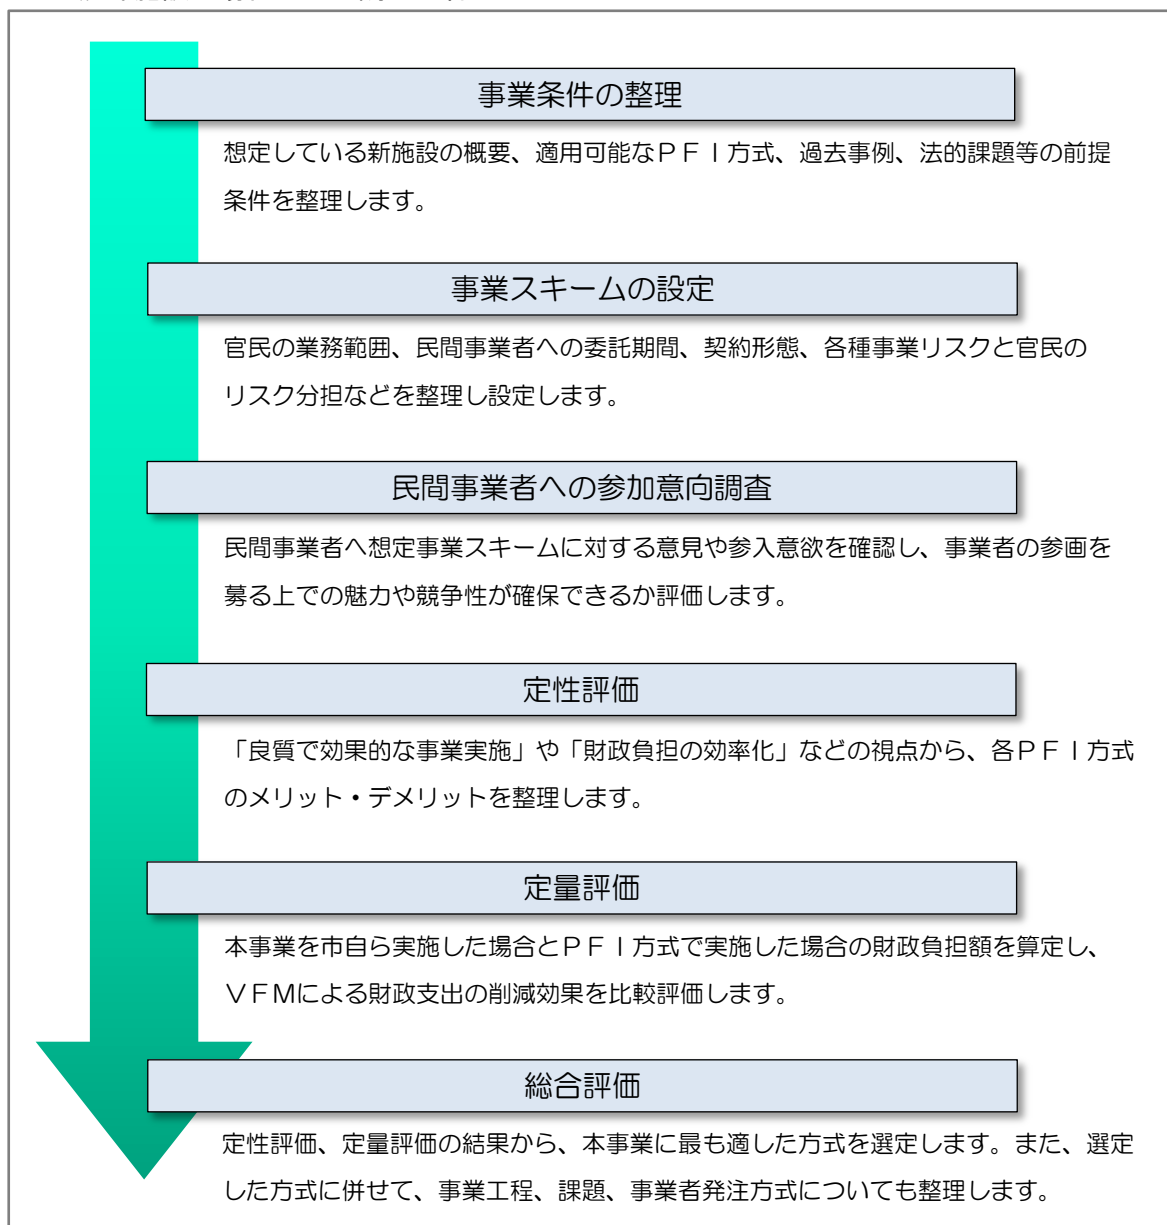 事業条件の整理
想定している新施設の概要、適用可能なＰＦＩ方式、過去事例、法的課題等の前提
条件を整理します。
事業スキームの設定
官民の業務範囲、民間事業者への委託期間、契約形態、各種事業リスクと官民の
リスク分担などを整理し設定します。
民間事業者への参加意向調査
民間事業者へ想定事業スキームに対する意見や参入意欲を確認し、事業者の参画を
募る上での魅力や競争性が確保できるか評価します。
定性評価
「良質で効果的な事業実施」や「財政負担の効率化」などの視点から、各ＰＦＩ方式
のメリット・デメリットを整理します。
定量評価
本事業を市自ら実施した場合とＰＦＩ方式で実施した場合の財政負担額を算定し、
ＶＦＭによる財政支出の削減効果を比較評価します。
総合評価
定性評価、定量評価の結果から、本事業に最も適した方式を選定します。また、選定
した方式に併せて、事業工程、課題、事業者発注方式についても整理します。